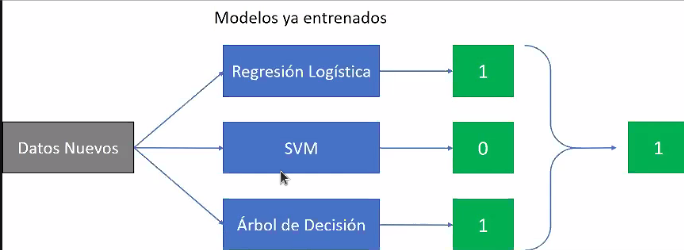 Modelos ya entrenados
Regresión Logística
1
Datos Nuevos
SVM
0
1
Árbol de Decisión
1